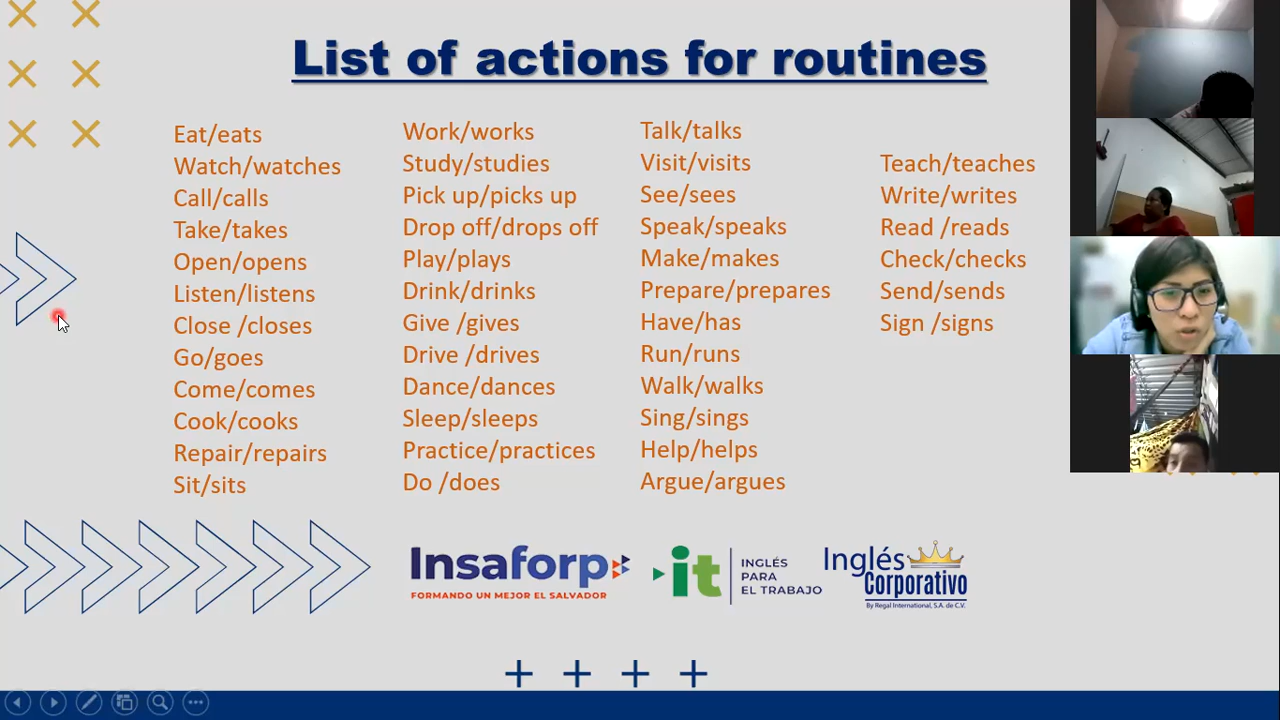 List of actions for routines
Eat/eats
Watch/watches
Call/calls
Take/takes
Open/opens
Listen/listens
Close /closes
Go/goes
Come/comes
Cook/cooks
Repair/repairs
Sit/sits
Work/works
Study/studies
Pick up/picks up
Drop off/drops off
Play/plays
Drink/drinks
Give /gives
Drive /drives
Dance/dances
Sleep/sleeps
Practice/practices
Do /does
Talk/talks
Visit/visits
See/sees
Speak/speaks
Make/makes
Prepare/prepares
Have/has
Run/runs
Walk/walks
Sing/sings
Help/helps
Argue/argues
Teach/teaches
Write/writes
Read /reads
Check/checks
Send/sends
Sign /signs
Insaforp
FORMANDO UN MEJOR EL SALVADOR
it
INGLÉS
PARA
EL TRABAJO
Inglés
Corporativo
By Regal International, S.A. de C.V.